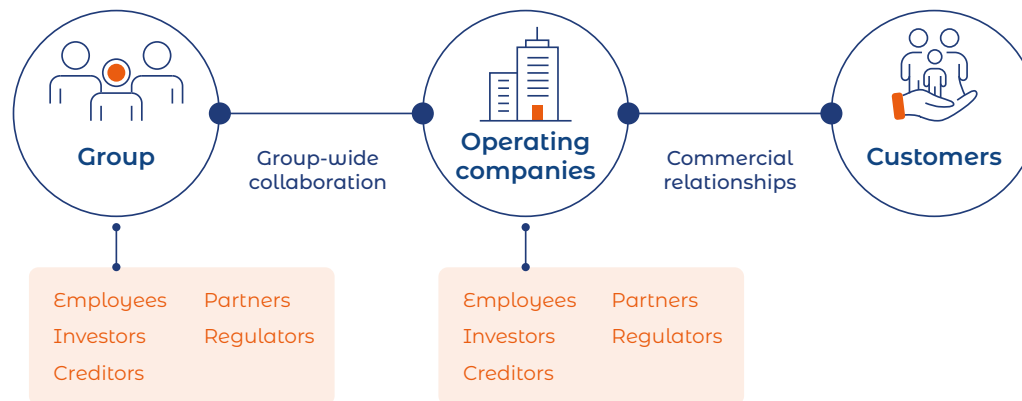 Group
Group-wide
collaboration
Operating
companies
Commercial
relationships
Customers
Employees
Partners
Investors
Regulators
Creditors
Employees
Partners
Investors
Regulators
Creditors